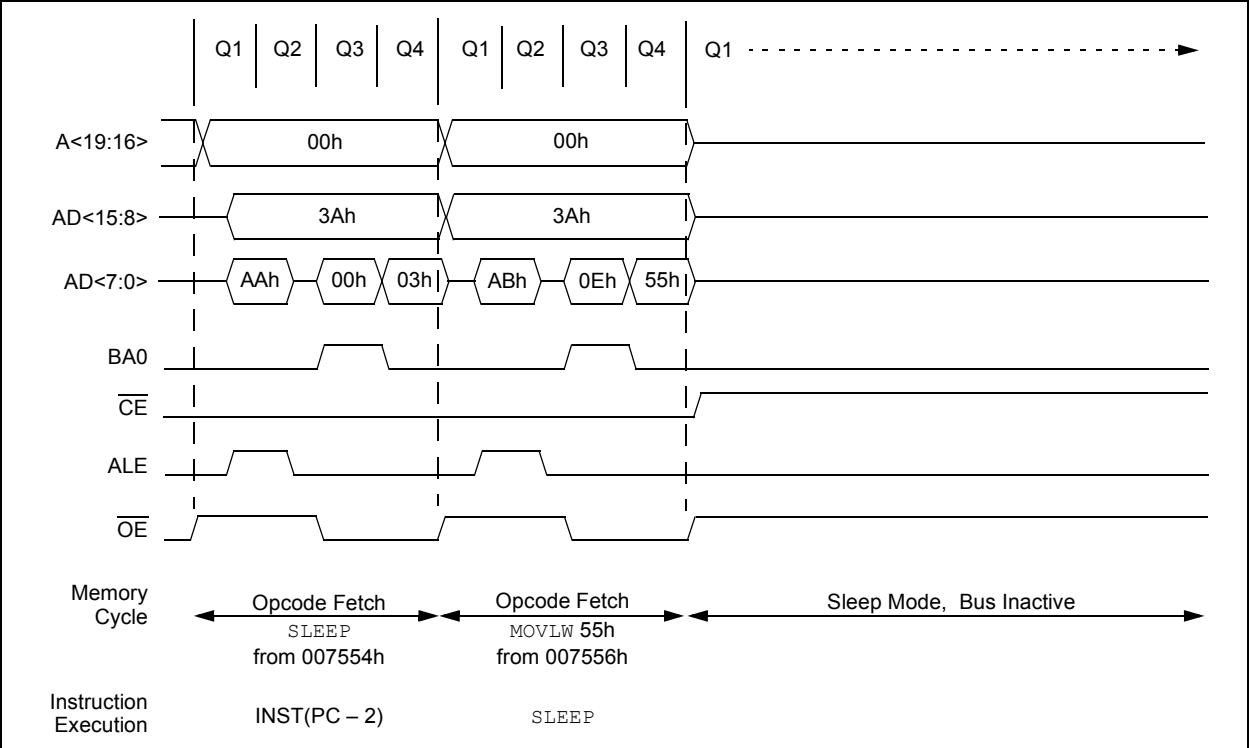 Q1 Q2 Q3 Q4 Q1 Q2 Q3 Q4 Q1
A<19:16> 00h 00h
AD<15:8> 3Ah 3Ah
AD<7:0> AAh 00h 03h ABh 0Eh 55h
BA0
CE
ALE
OE
Memory
Cycle
Opcode Fetch
SLEEP
from 007554h
Opcode Fetch
MOVLW 55h
from 007556h
Sleep Mode, Bus Inactive
Instruction
Execution
INST(PC – 2)
SLEEP